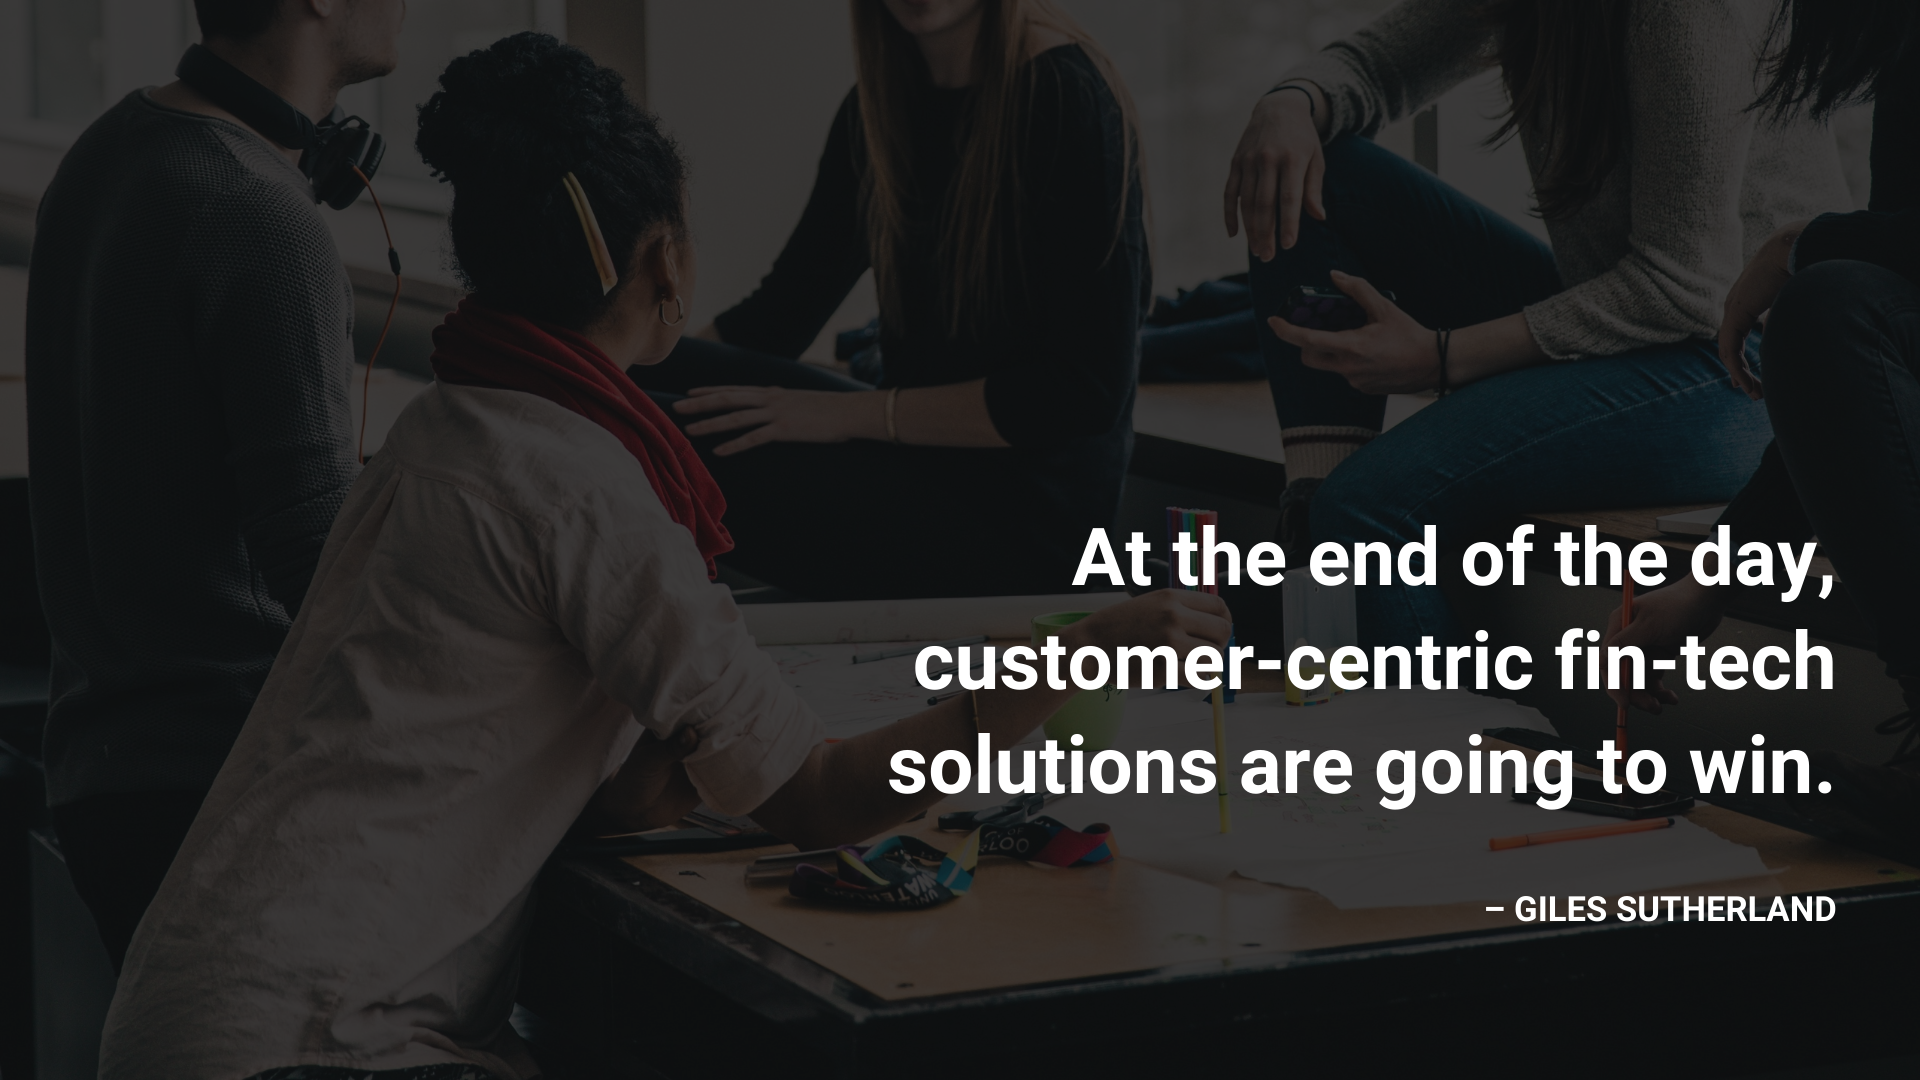 At the end of the day,
customer-centric fin-tech
solutions are going to win.
– GILES SUTHERLAND